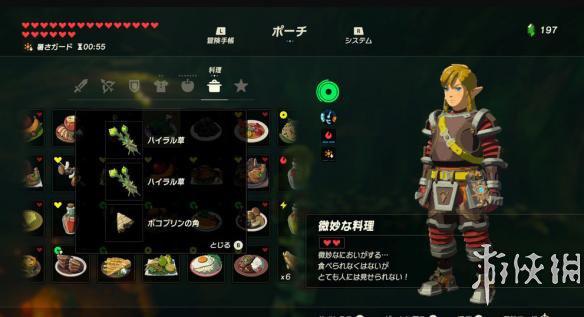 L
R
冒険手帳
ポーチ
システム
197
暑さガード 00:55
料理
ハイラル草
ハイラル草
ボコブリンの角
とじる B
x6
微妙な料理
微妙なにおいがする…
食べられなくはないが
とても人には見せられない!
游侠網